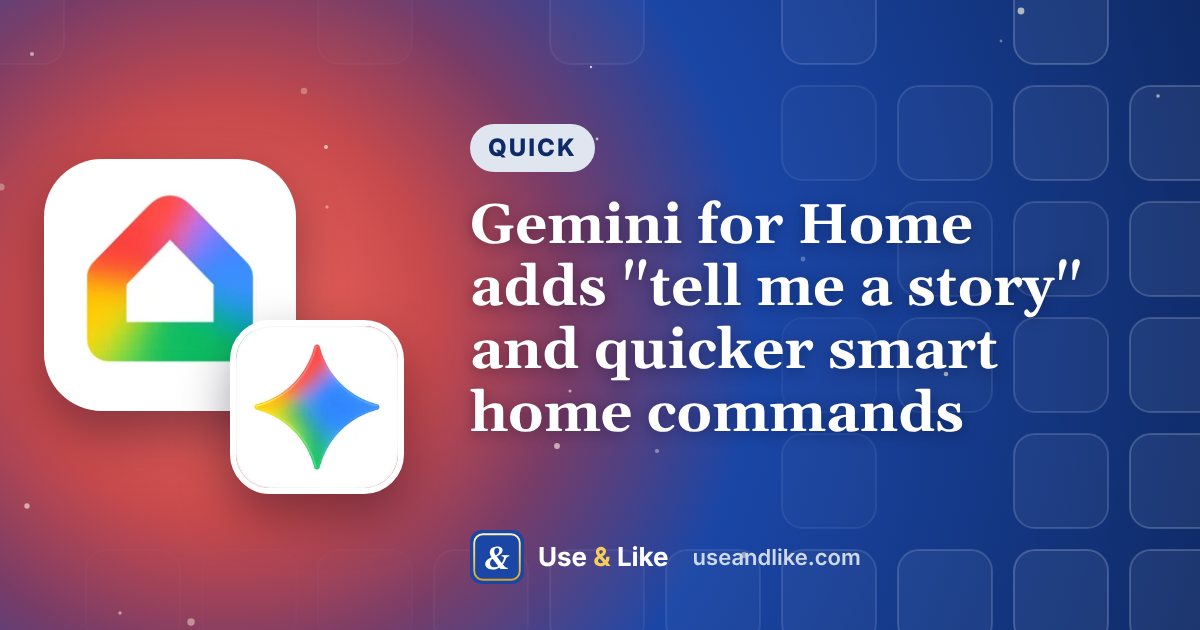 QUICK
Gemini for Home
adds "tell me a story"
and quicker smart
home commands
& Use & Like useandlike.com